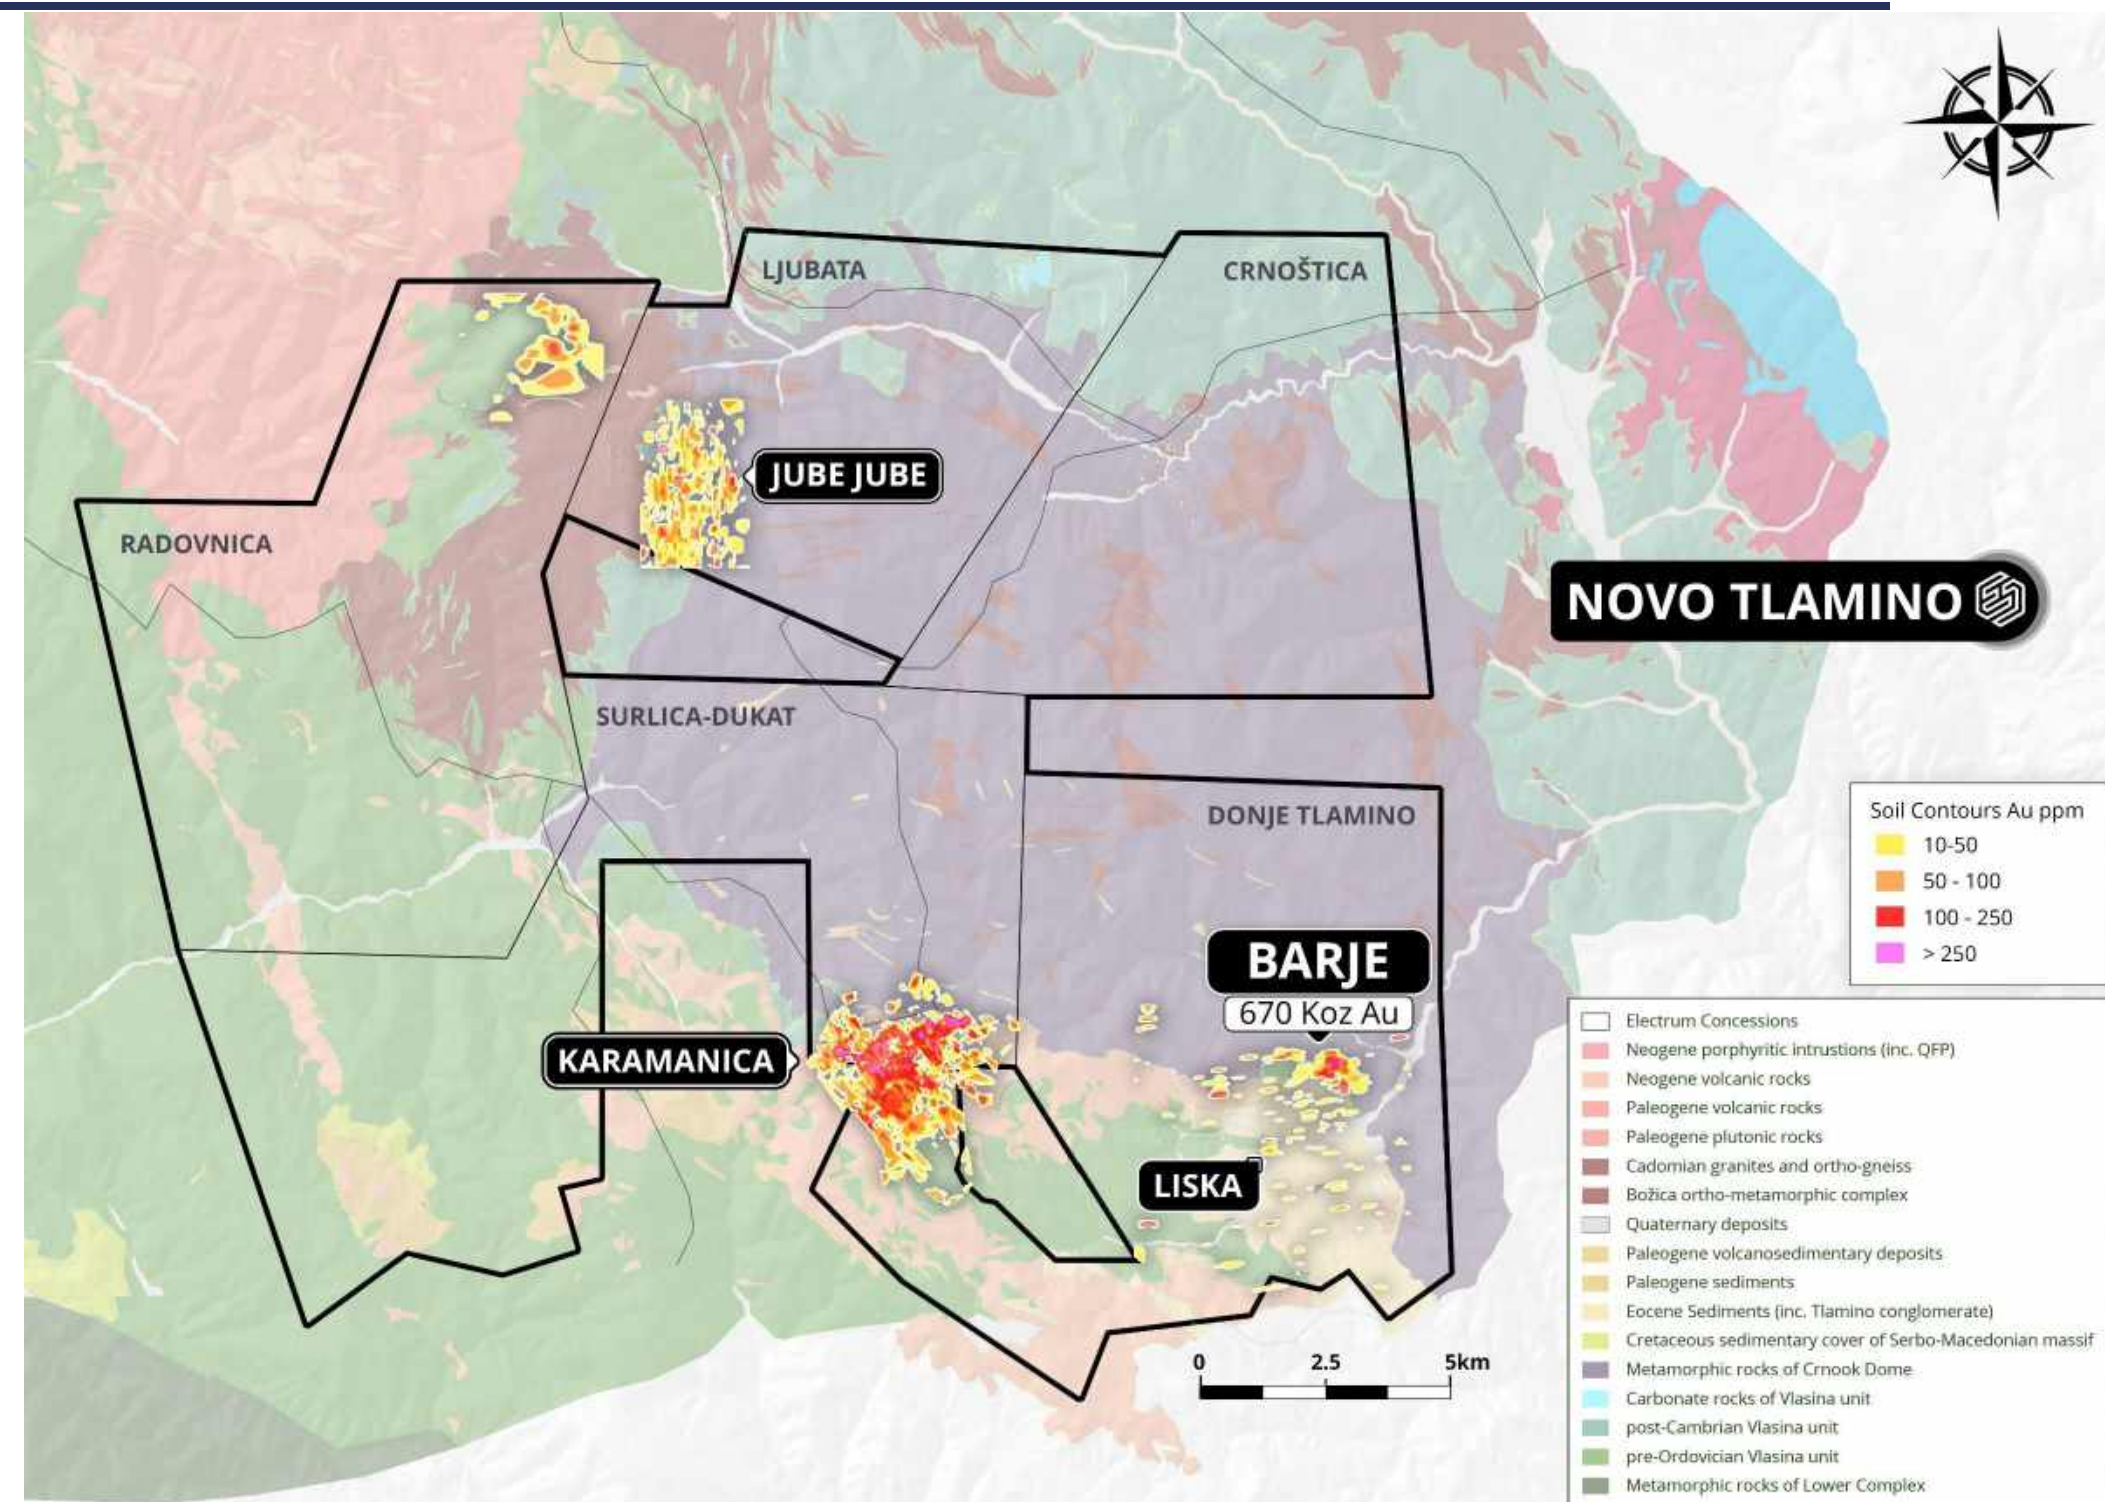 LJUBATA
CRNOŠTICA
JUBE JUBE
RADOVNICA
NOVO TLAMINO
SURLICA-DUKAT
DONJE TLAMINO
BARJE
670 Koz Au
KARAMANICA
LISKA
0 2.5 5km
Soil Contours Au ppm
10-50
50 - 100
100 - 250
> 250
Electrum Concessions
Neogene porphyritic intrustions (inc. QFP)
Neogene volcanic rocks
Paleogene volcanic rocks
Paleogene plutonic rocks
Cadomian granites and ortho-gneiss
Božica ortho-metamorphic complex
Quaternary deposits
Paleogene volcanosedimentary deposits
Paleogene sediments
Eocene Sediments (inc. Tlamino conglomerate)
Cretaceous sedimentary cover of Serbo-Macedonian massif
Metamorphic rocks of Crnook Dome
Carbonate rocks of Vlasina unit
post-Cambrian Vlasina unit
pre-Ordovician Vlasina unit
Metamorphic rocks of Lower Complex